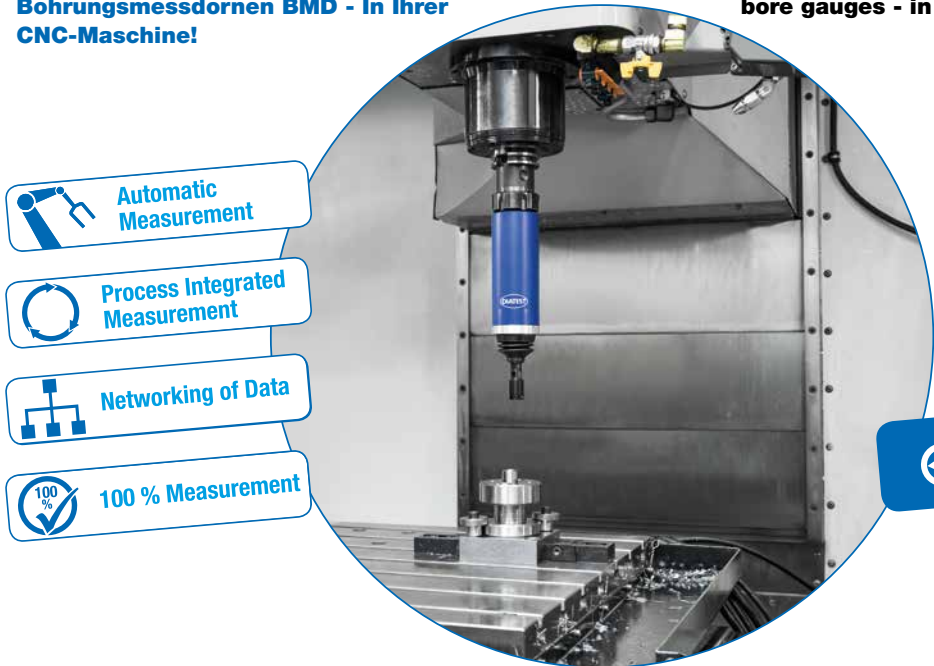 Bohrungsmessdornen BMD - In Ihrer
CNC-Maschine!
bore gauges - in
Automatic
Measurement
Process Integrated
Measurement
Networking of Data
100
%
100 % Measurement
DIATEST